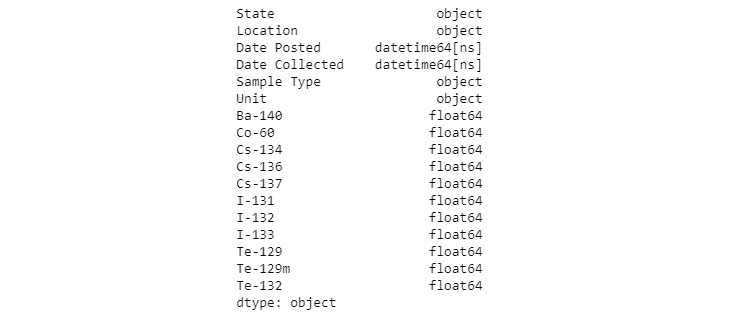 State                      object
Location                   object
Date Posted        datetime64[ns]
Date Collected     datetime64[ns]
Sample Type                object
Unit                       object
Ba-140                    float64
Co-60                     float64
Cs-134                    float64
Cs-136                    float64
Cs-137                    float64
I-131                     float64
I-132                     float64
I-133                     float64
Te-129                    float64
Te-129m                   float64
Te-132                    float64
dtype: object